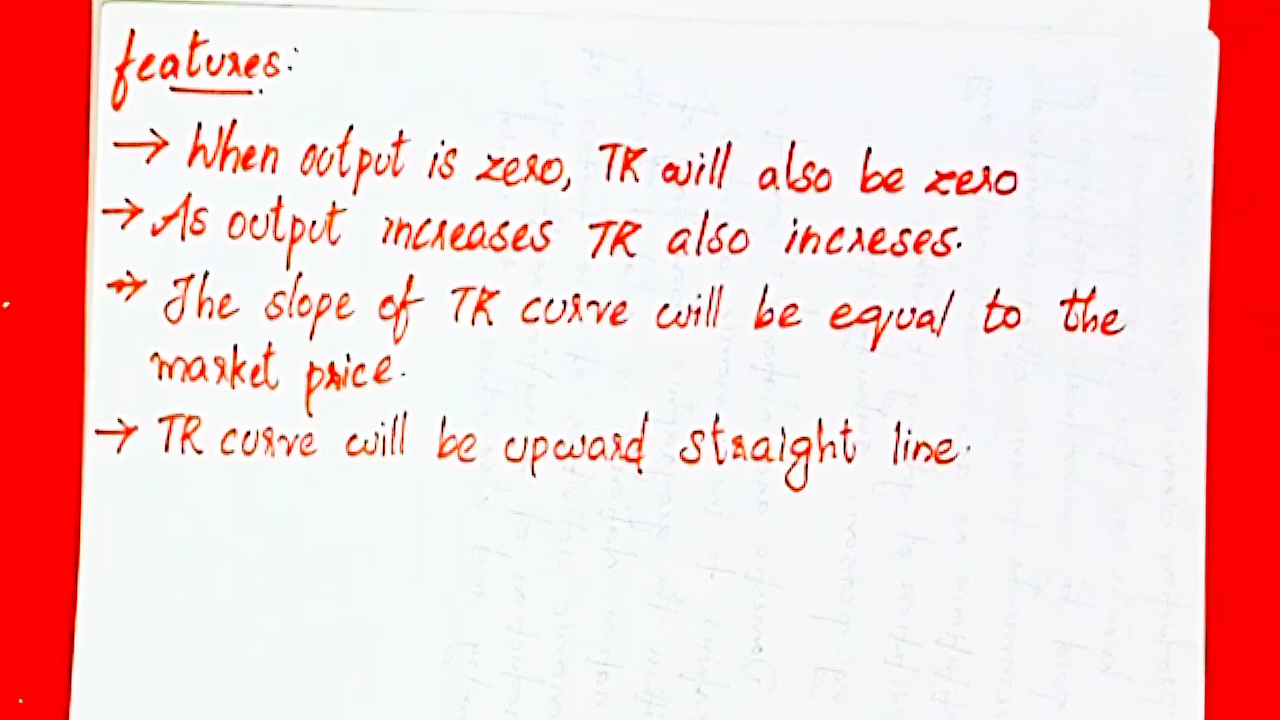 features:
→ When output is zero, TR will also be zero
→ As output increases TR also increses.
→ The slope of TR curve will be equal to the
market price.
→ TR curve will be upward straight line.